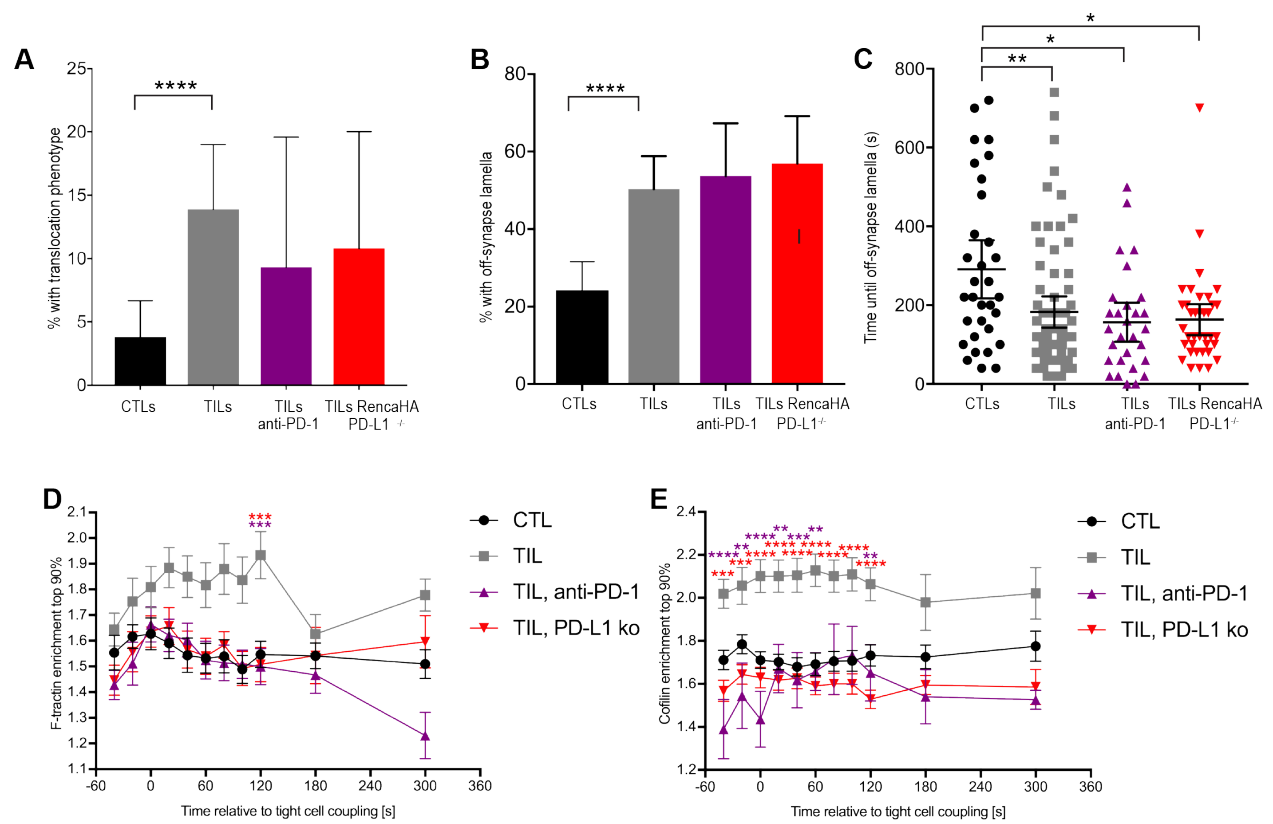 A
% with translocation phenotype
25
20
15
10
5
0
****
CTLs
TILs
TILs
anti-PD-1
TILs RencaHA
PD-L1 -/-
B
% with off-synapse lamella
80
60
40
20
0
****
CTLs
TILs
TILs
anti-PD-1
TILs RencaHA
PD-L1-/-
C
Time until off-synapse lamella (s)
800
600
400
200
0
*
*
**
CTLs
TILs
TILs
anti-PD-1
TILs RencaHA
PD-L1-/-
D
F-tractin enrichment top 90%
2.1
2.0
1.9
1.8
1.7
1.6
1.5
1.4
1.3
1.2
1.1
***
***
-60 0 60 120 180 240 300 360
Time relative to tight cell coupling [s]
CTL
TIL
TIL, anti-PD-1
TIL, PD-L1 ko
E
Cofilin enrichment top 90%
2.4
2.2
2.0
1.8
1.6
1.4
1.2
**** ** **** ** *** ** **
*** *** **** **** **** **** **** **** ****
-60 0 60 120 180 240 300 360
Time relative to tight cell coupling [s]
CTL
TIL
TIL, anti-PD-1
TIL, PD-L1 ko